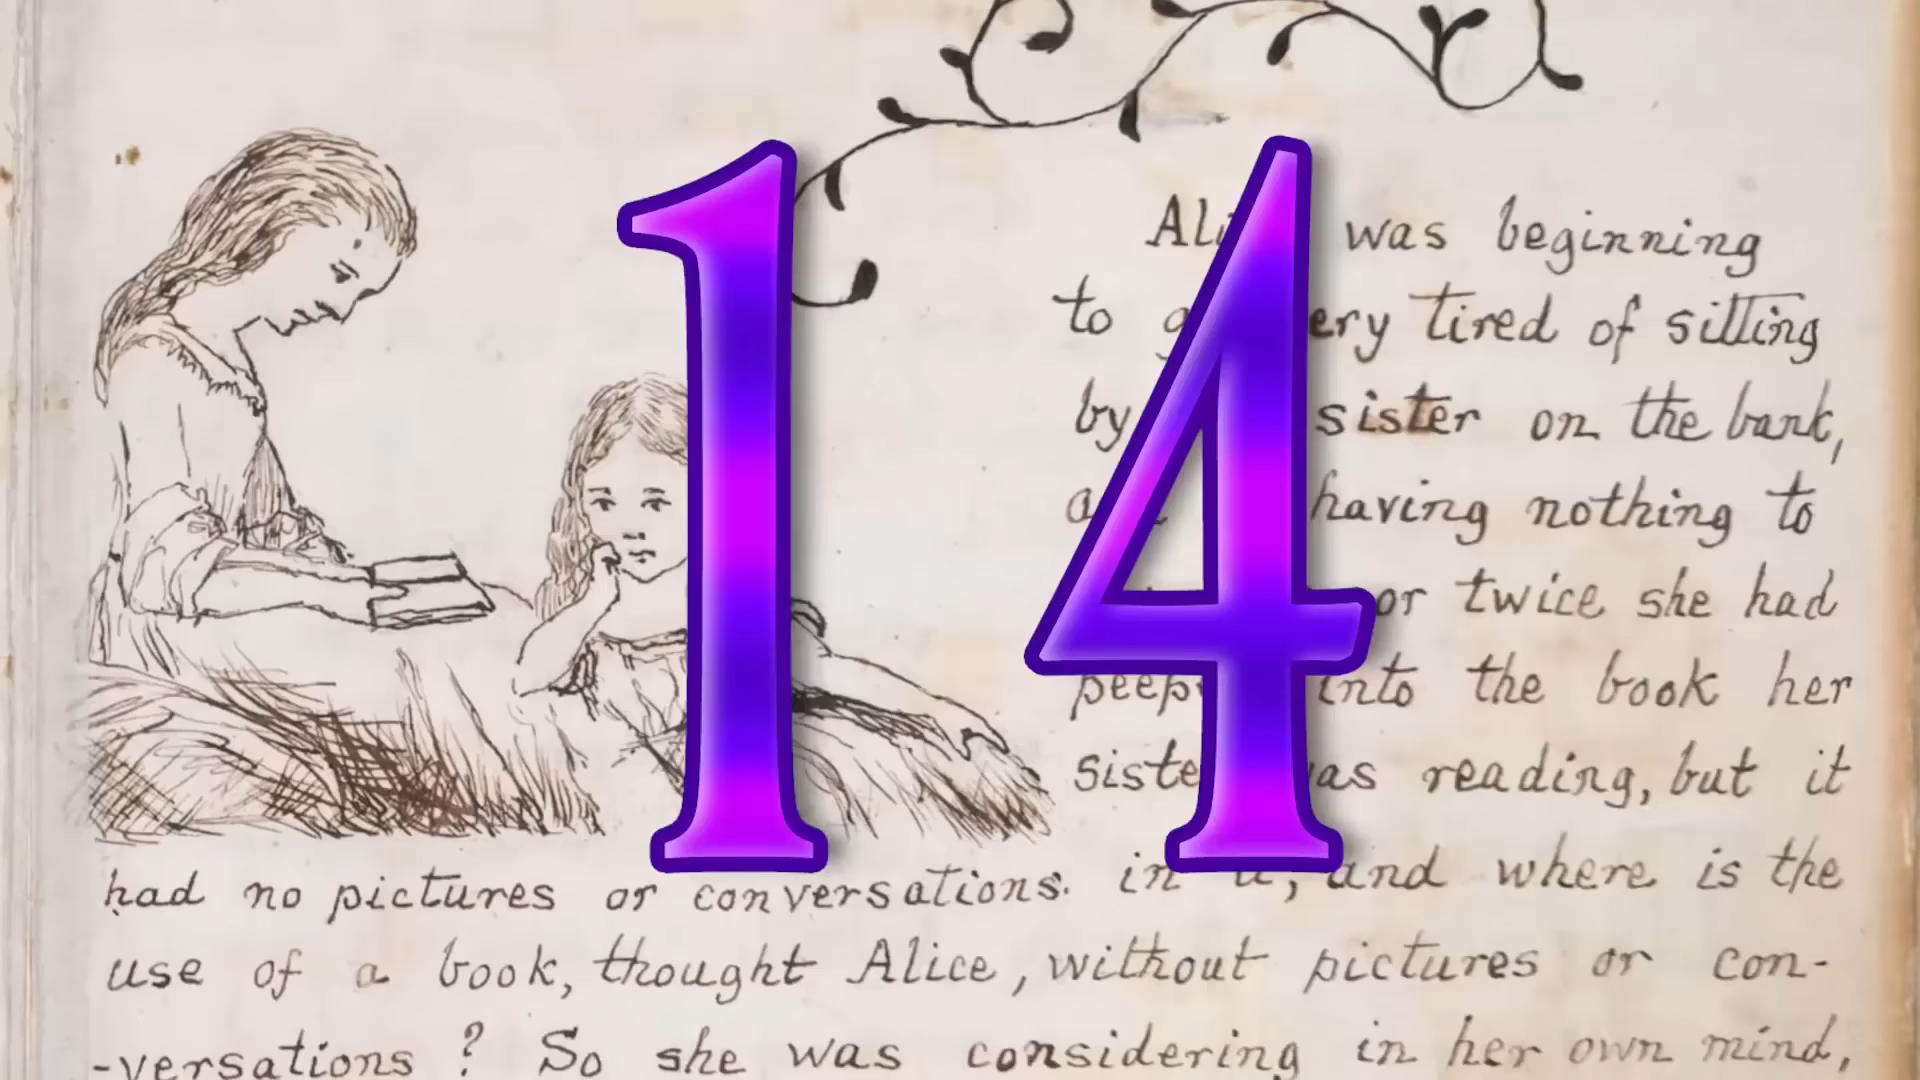 14
Ali was beginning
to ery tired of sitting
by sister on the bank,
having nothing to
or twice she had
peep into the book her
siste as reading, but it
had no pictures or conversations. in it, and where is the
use of a book, thought Alice, without pictures or con-
-versations ? So she was considering in her own mind,